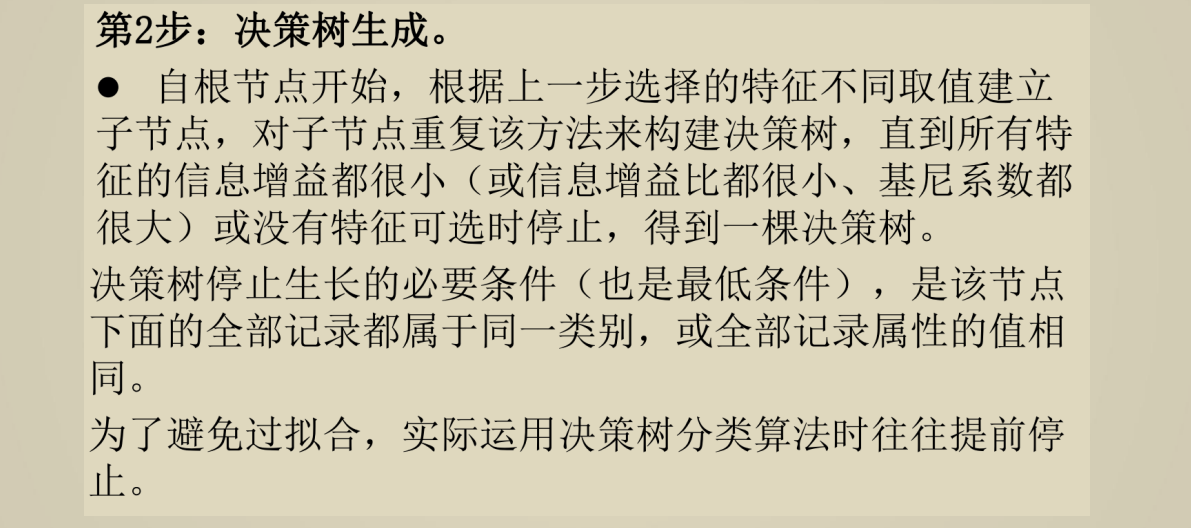 第2步：决策树生成。
● 自根节点开始，根据上一步选择的特征不同取值建立
子节点，对子节点重复该方法来构建决策树，直到所有特
征的信息增益都很小（或信息增益比都很小、基尼系数都
很大）或没有特征可选时停止，得到一棵决策树。
决策树停止生长的必要条件（也是最低条件），是该节点
下面的全部记录都属于同一类别，或全部记录属性的值相
同。
为了避免过拟合，实际运用决策树分类算法时往往提前停
止。